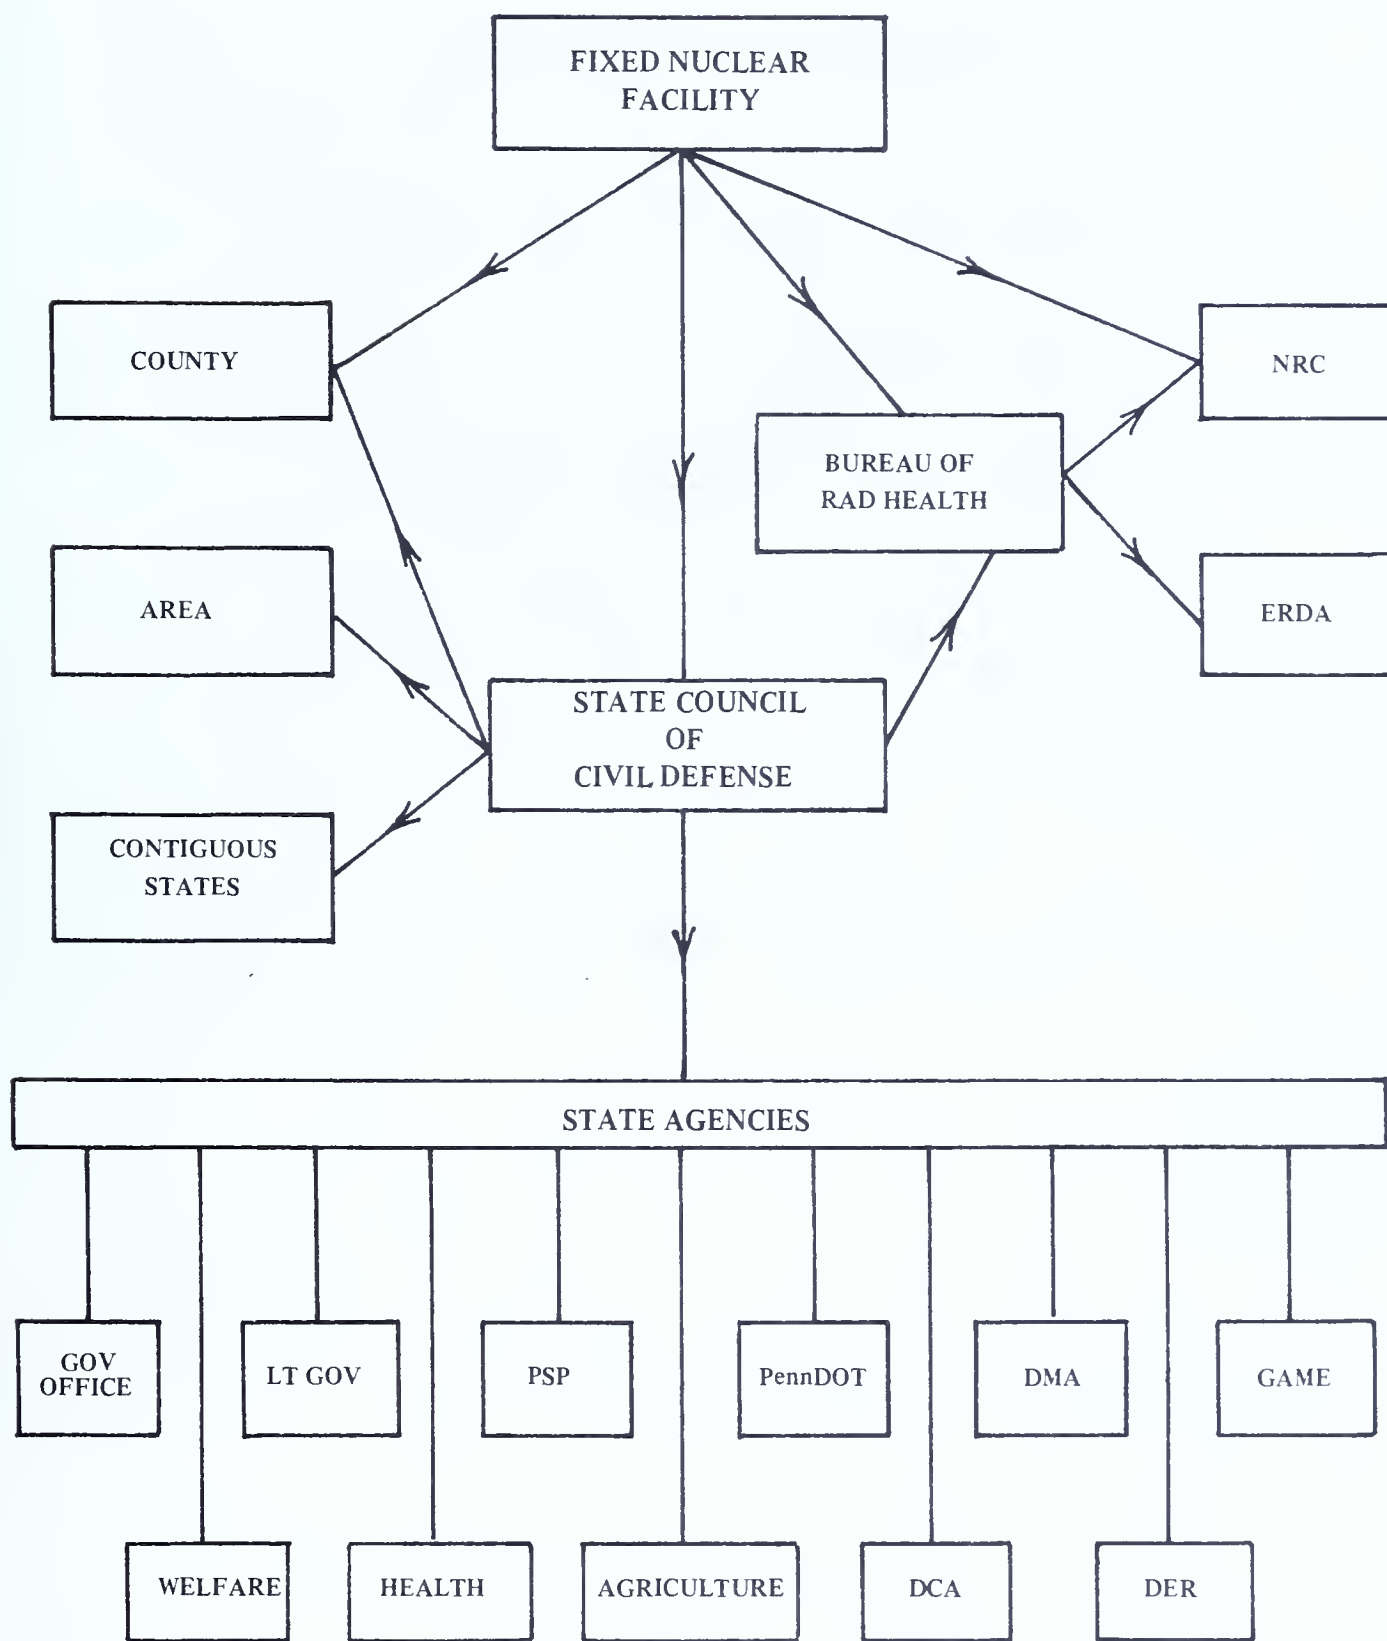 FIXED NUCLEAR
FACILITY
COUNTY
NRC
BUREAU OF
RAD HEALTH
AREA
ERDA
STATE COUNCIL
OF
CIVIL DEFENSE
CONTIGUOUS
STATES
STATE AGENCIES
GOV
OFFICE
LT GOV
PSP
PennDOT
DMA
GAME
WELFARE
HEALTH
AGRICULTURE
DCA
DER